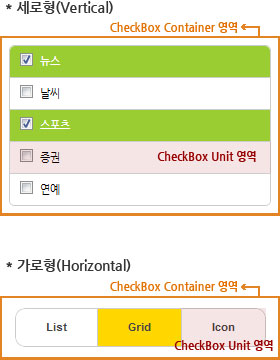 * 세로형(Vertical)
CheckBox Container 영역
뉴스
날씨
스포츠
증권 CheckBox Unit 영역
연예
* 가로형(Horizontal)
CheckBox Container 영역
List Grid Icon
CheckBox Unit 영역